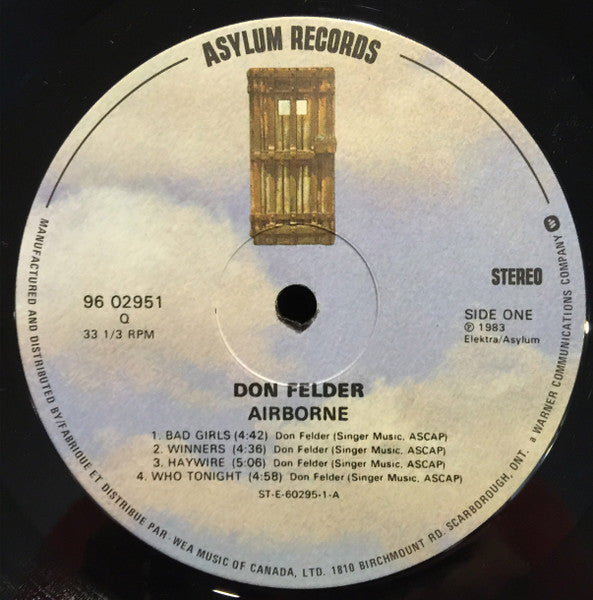 ASYLUM RECORDS
STEREO
96 02951
Q
33 1/3 RPM
SIDE ONE
℗ 1983
Elektra/Asylum
DON FELDER
AIRBORNE
1. BAD GIRLS (4:42) Don Felder (Singer Music, ASCAP)
2. WINNERS (4:36) Don Felder (Singer Music, ASCAP)
3. HAYWIRE (5:06) Don Felder (Singer Music, ASCAP)
4. WHO TONIGHT (4:58) Don Felder (Singer Music, ASCAP)
ST-E-60295-1-A
MANUFACTURED AND DISTRIBUTED BY/FABRIQUE ET DISTRIBUE PAR WEA MUSIC OF CANADA, LTD. 1810 BIRCHMOUNT RD. SCARBOROUGH, ONT. a WARNER COMMUNICATIONS COMPANY